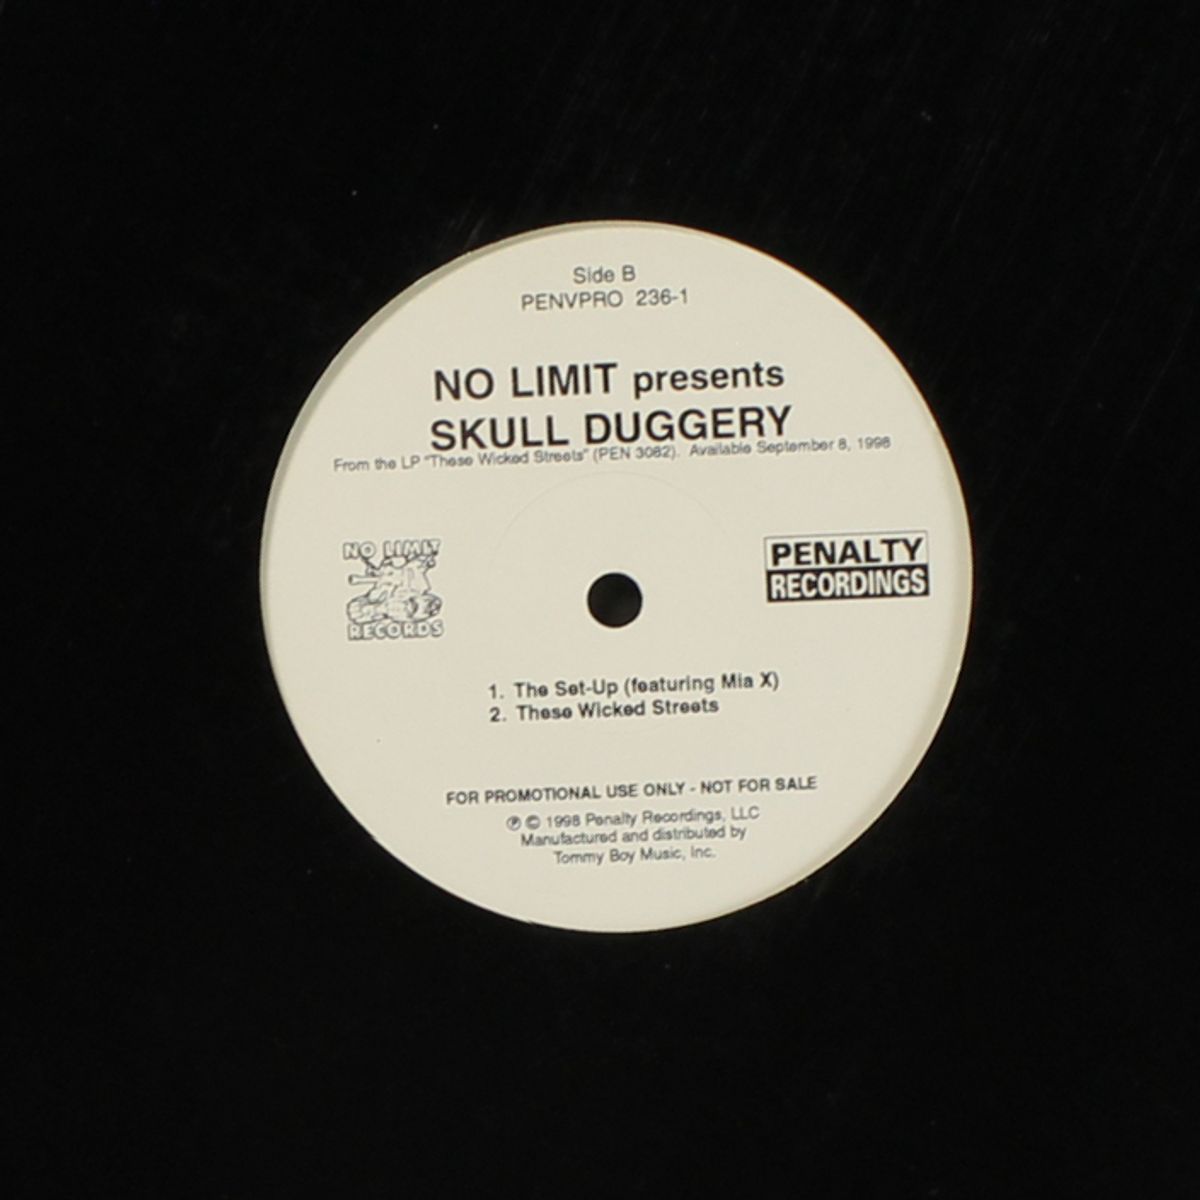 Side B
PENVPRO 236-1
NO LIMIT presents
SKULL DUGGERY
From the LP "These Wicked Streets" (PEN 3082). Available September 8, 1998
NO LIMIT
RECORDS
PENALTY
RECORDINGS
1. The Set-Up (featuring Mia X)
2. These Wicked Streets
FOR PROMOTIONAL USE ONLY - NOT FOR SALE
℗ © 1998 Penalty Recordings, LLC
Manufactured and distributed by
Tommy Boy Music, Inc.